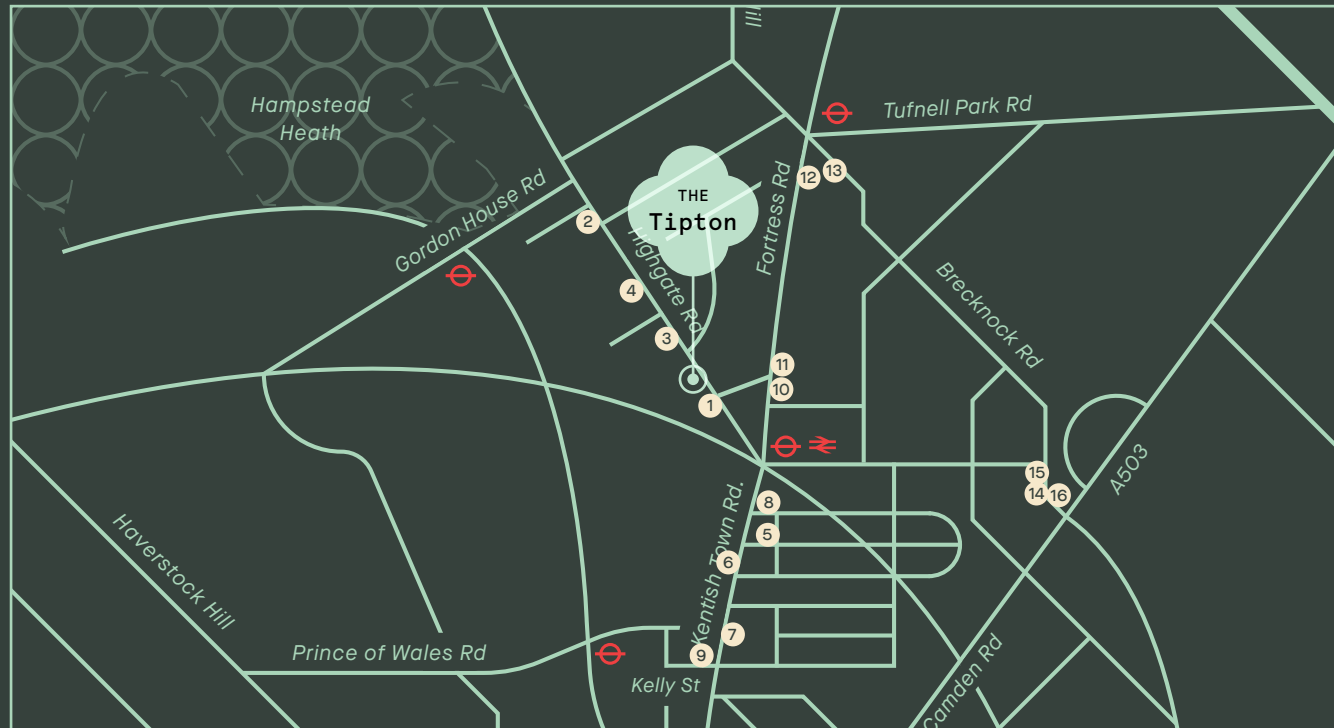 ill
Hampstead
Heath
Tufnell Park Rd
Gordon House Rd
THE
Tipton
Highgate Rd
Fortress Rd
12
13
2
4
3
Brecknock Rd
11
10
1
A503
15
14
16
8
5
6
7
9
Kentish Town Rd.
Haverstock Hill
Prince of Wales Rd
Kelly St
Camden Rd